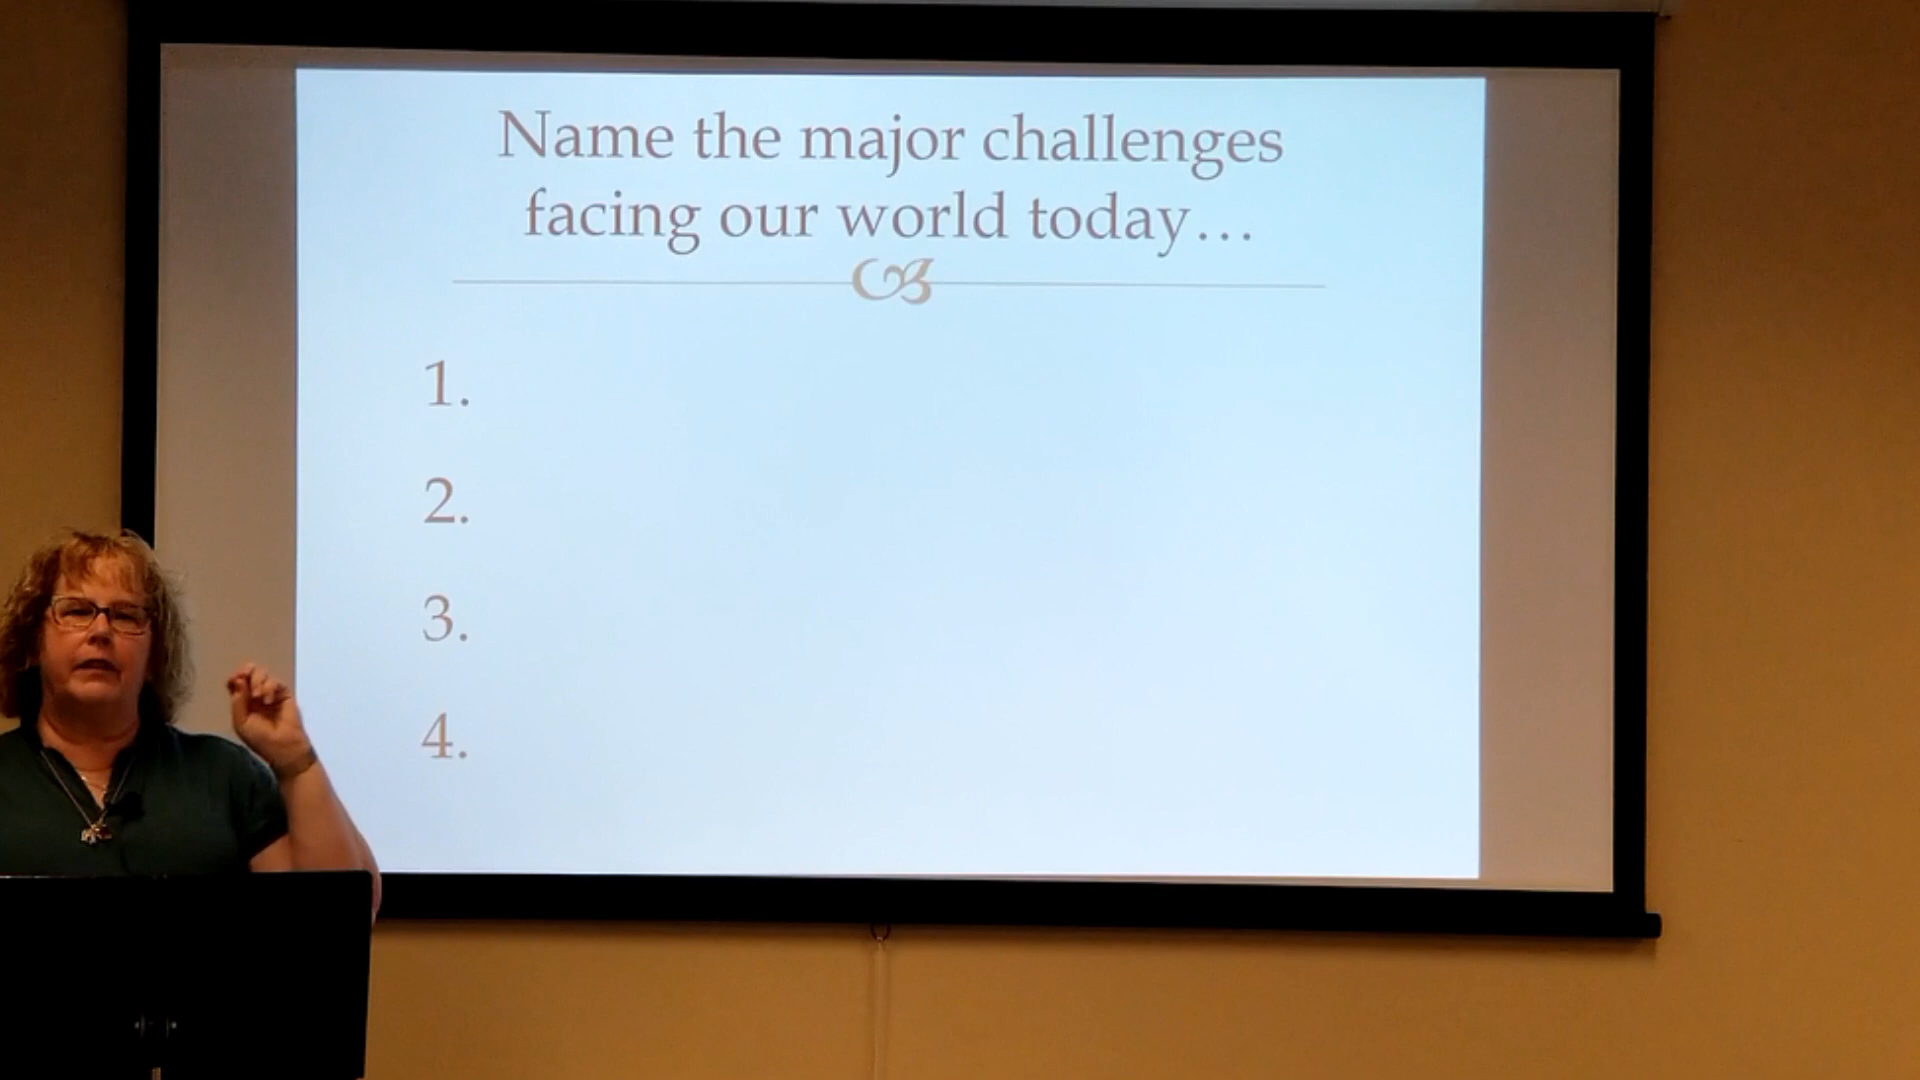 Name the major challenges
facing our world today…
1.
2.
3.
4.